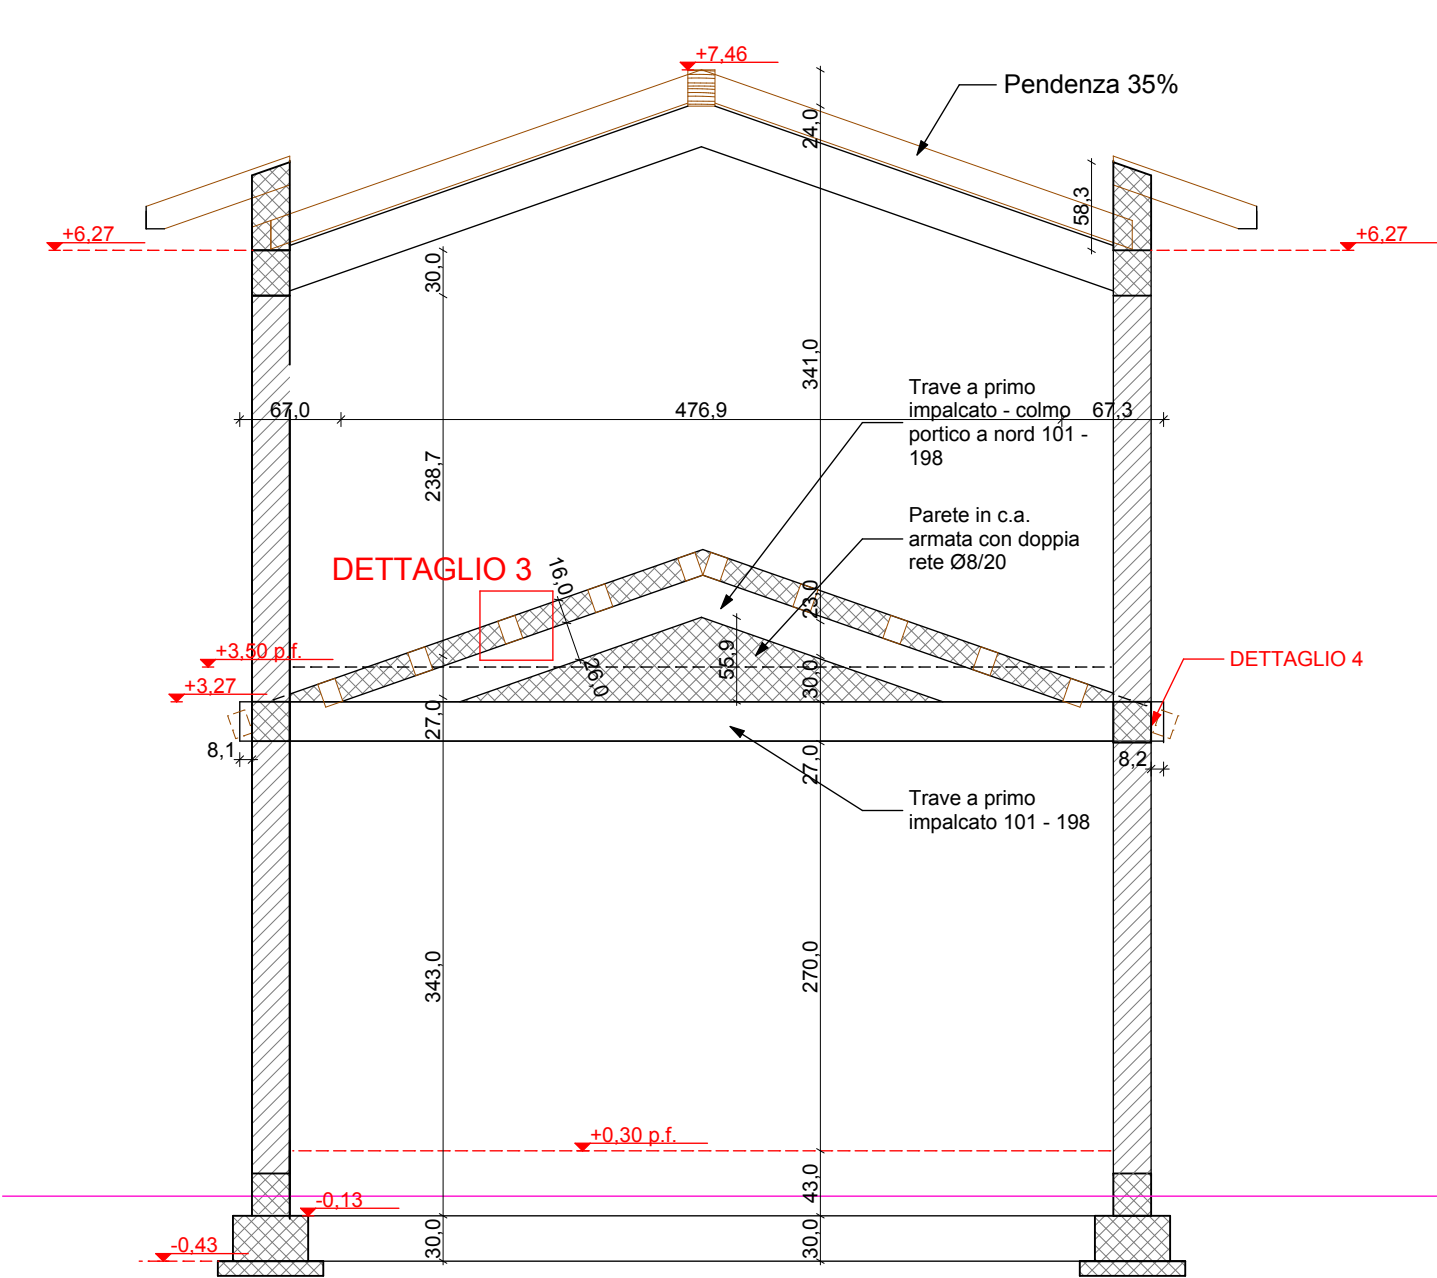 +7,46
Pendenza 35%
24,0
58,3
+6,27
+6,27
30,0
341,0
Trave a primo
impalcato - colmo
portico a nord 101 -
198
67,0
476,9
67,3
238,7
Parete in c.a.
armata con doppia
rete Ø8/20
DETTAGLIO 3
16,0
23,0
+3,50 p.f.
55,9
30,0
DETTAGLIO 4
+3,27
26,0
27,0
8,1
27,0
8,2
Trave a primo
impalcato 101 - 198
343,0
270,0
+0,30 p.f.
43,0
-0,13
-0,43
30,0
30,0